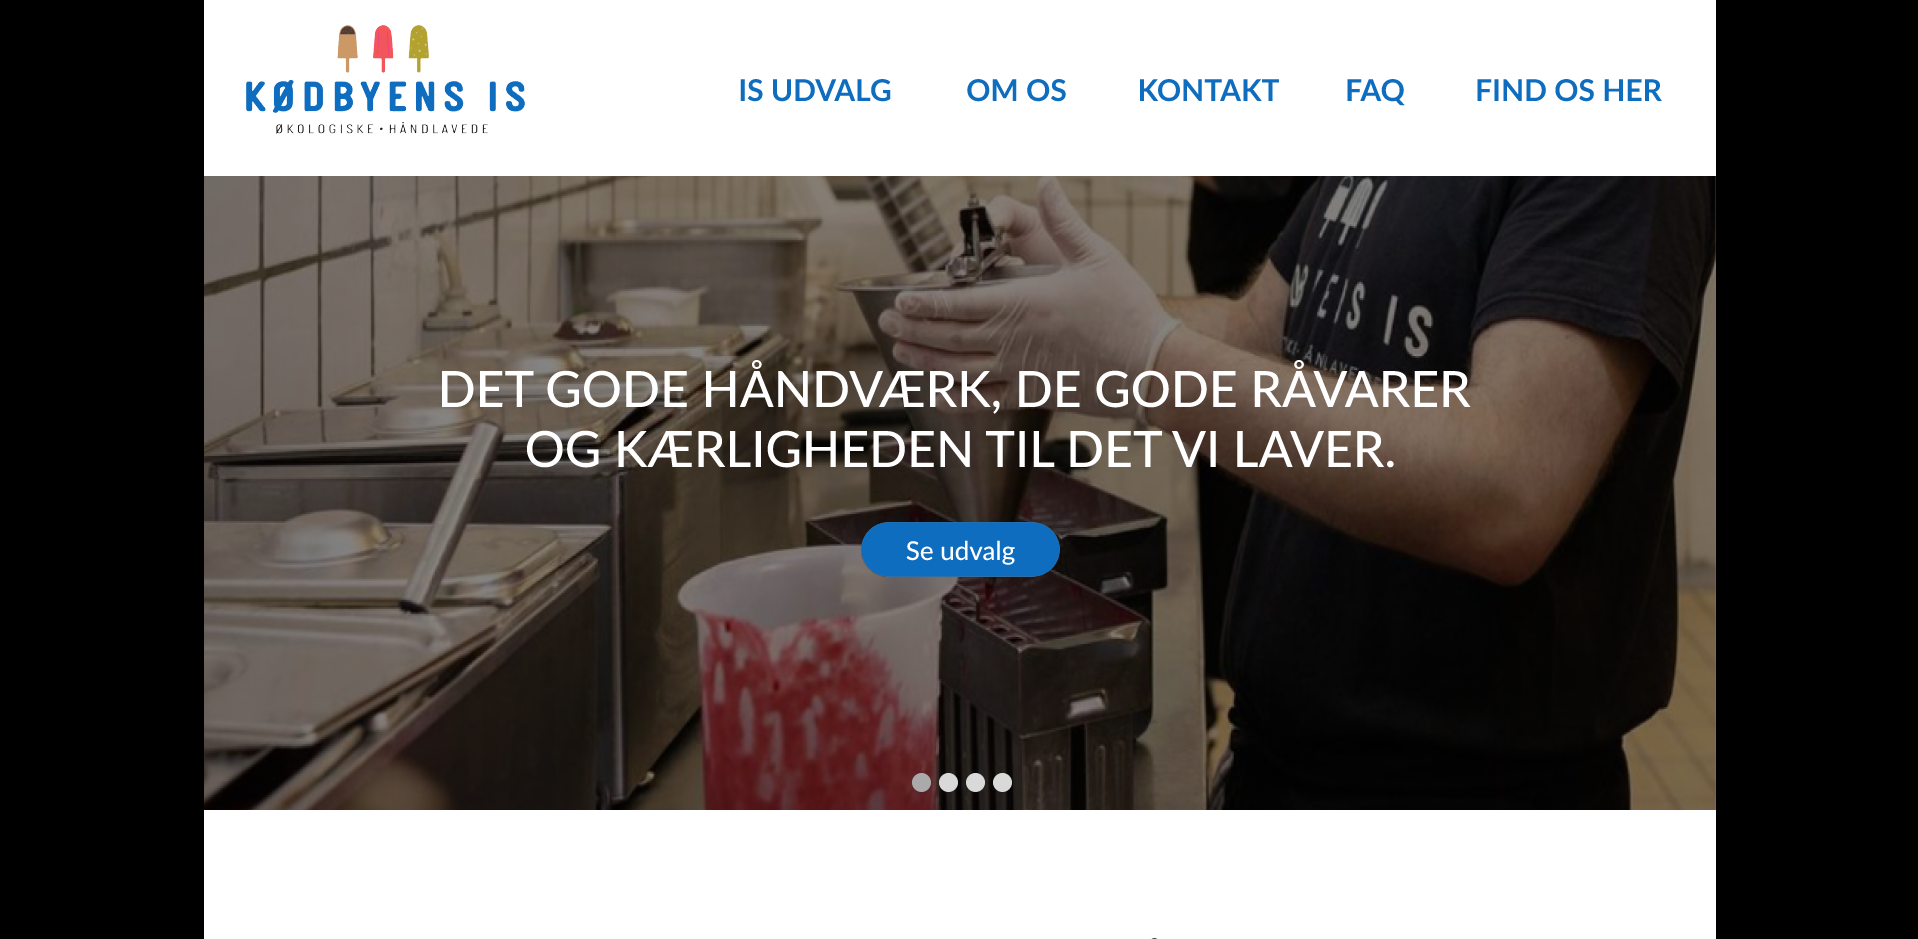 KØDBYENS IS
ØKOLOGISKE • HÅNDLAVEDE
IS UDVALG
OM OS
KONTAKT
FAQ
FIND OS HER
IS
DET GODE HÅNDVÆRK, DE GODE RÅVARER
OG KÆRLIGHEDEN TIL DET VI LAVER.
Se udvalg